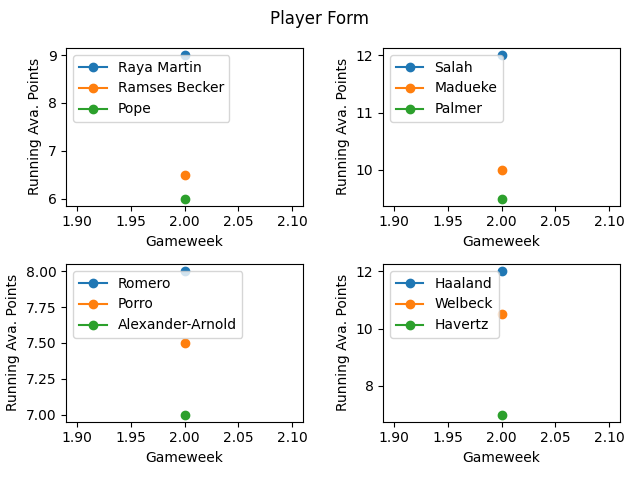 Player Form
9
8
7
6
Running Ava. Points
Raya Martin
Ramses Becker
Pope
1.90 1.95 2.00 2.05 2.10
Gameweek
12
11
10
Running Ava. Points
Salah
Madueke
Palmer
1.90 1.95 2.00 2.05 2.10
Gameweek
8.00
7.75
7.50
7.25
7.00
Running Ava. Points
Romero
Porro
Alexander-Arnold
1.90 1.95 2.00 2.05 2.10
Gameweek
12
10
8
Running Ava. Points
Haaland
Welbeck
Havertz
1.90 1.95 2.00 2.05 2.10
Gameweek